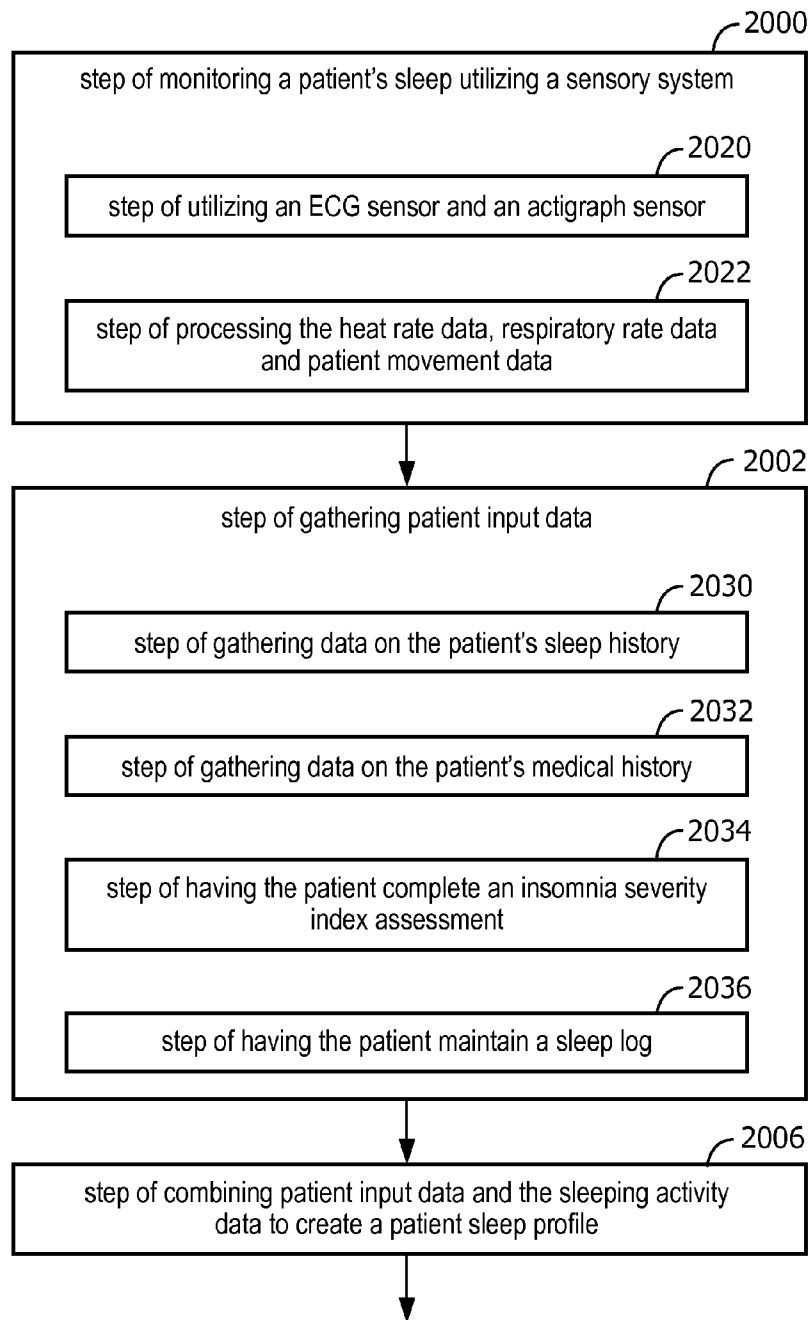 2000
step of monitoring a patient's sleep utilizing a sensory system
2020
step of utilizing an ECG sensor and an actigraph sensor
2022
step of processing the heat rate data, respiratory rate data
and patient movement data
2002
step of gathering patient input data
2030
step of gathering data on the patient's sleep history
2032
step of gathering data on the patient's medical history
2034
step of having the patient complete an insomnia severity
index assessment
2036
step of having the patient maintain a sleep log
2006
step of combining patient input data and the sleeping activity
data to create a patient sleep profile